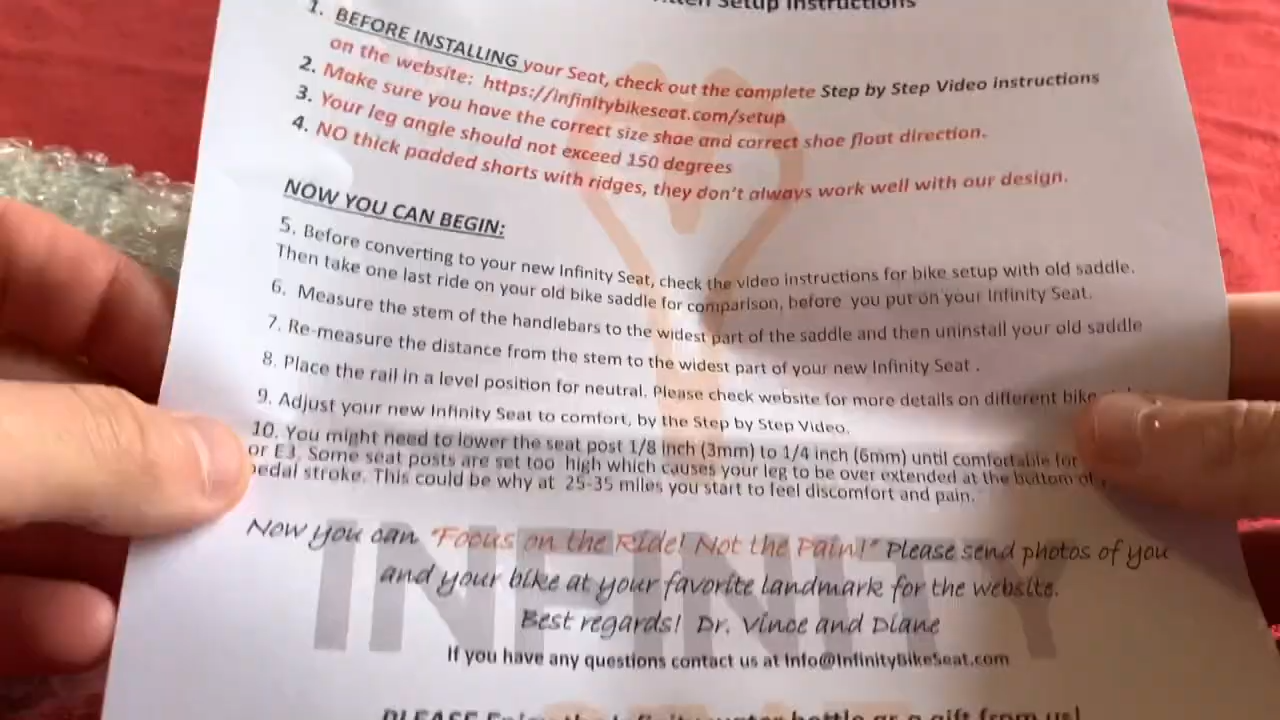 Setup Instructions
1. BEFORE INSTALLING your Seat, check out the complete Step by Step Video instructions
on the website: https://infinitybikeseat.com/setup
2. Make sure you have the correct size shoe and correct shoe float direction.
3. Your leg angle should not exceed 150 degrees
4. NO thick padded shorts with ridges, they don't always work well with our design.
NOW YOU CAN BEGIN:
5. Before converting to your new Infinity Seat, check the video instructions for bike setup with old saddle.
Then take one last ride on your old bike saddle for comparison, before you put on your Infinity Seat.
6. Measure the stem of the handlebars to the widest part of the saddle and then uninstall your old saddle
7. Re-measure the distance from the stem to the widest part of your new Infinity Seat.
8. Place the rail in a level position for neutral. Please check website for more details on different bike
9. Adjust your new Infinity Seat to comfort, by the Step by Step Video.
10. You might need to lower the seat post 1/8 inch (3mm) to 1/4 inch (6mm) until comfortable for
or E3. Some seat posts are set too high which causes your leg to be over extended at the bottom of
pedal stroke. This could be why at 25-35 miles you start to feel discomfort and pain.
Now you can "Focus on the Ride! Not the Pain!" Please send photos of you
and your bike at your favorite landmark for the website.
Best regards! Dr. Vince and Diane
INFINITY
If you have any questions contact us at Info@InfinityBikeSeat.com
PLEASE Enjoy the Infinity water bottle as a gift from us!